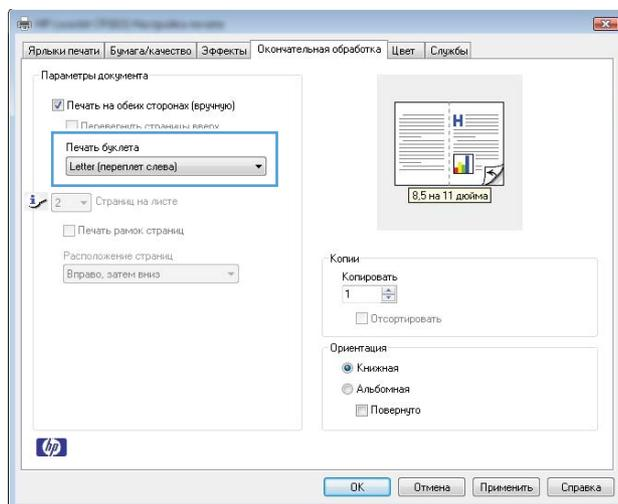 Ярлыки печати
Бумага/качество
Эффекты
Окончательная обработка
Цвет
Службы
Параметры документа
Печать на обеих сторонах (вручную)
Перевернуть страницы вверх
Печать буклета
Letter (переплет слева)
2 Страниц на листе
Печать рамок страниц
Расположение страниц
Вправо, затем вниз
H
8,5 на 11 дюйма
Копии
Копировать
1
Отсортировать
Ориентация
Книжная
Альбомная
Повернуто
hp
OK
Отмена
Применить
Справка